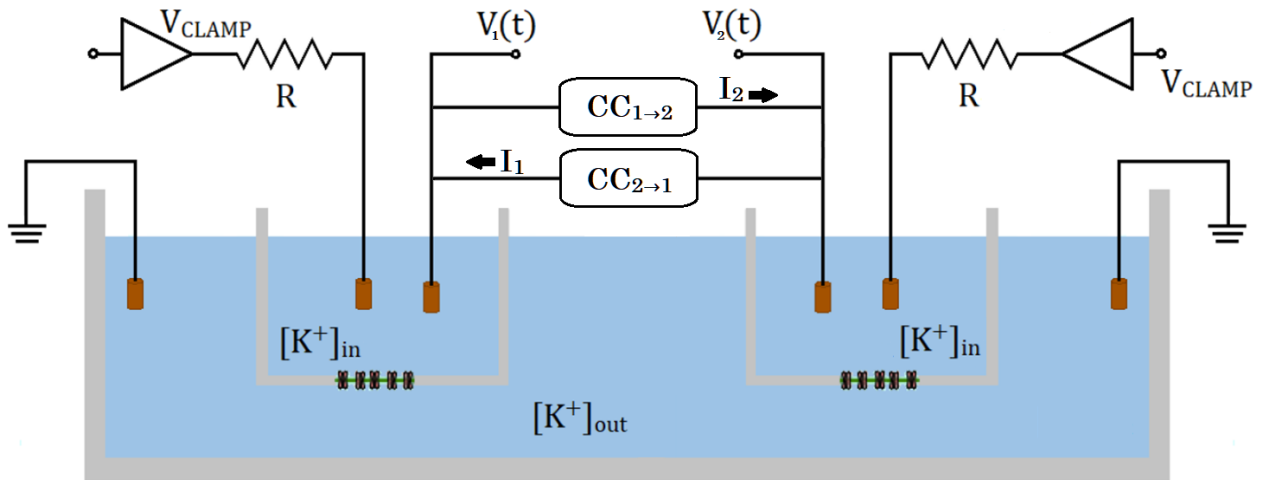 V_CLAMP
R
V₁(t)
V₂(t)
R
V_CLAMP
CC₁→₂
I₂
I₁
CC₂→₁
[K⁺]in
[K⁺]in
[K⁺]out